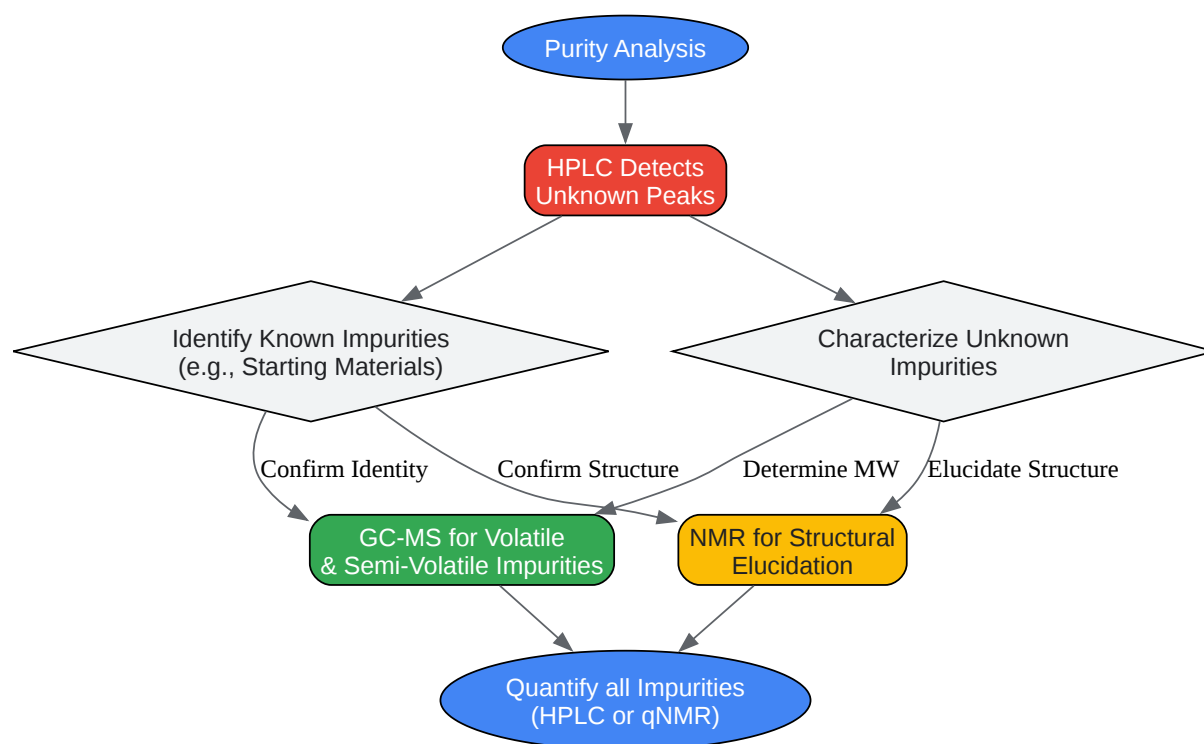 Purity Analysis
HPLC Detects
Unknown Peaks
Identify Known Impurities
(e.g., Starting Materials)
Characterize Unknown
Impurities
Confirm Identity
Confirm Structure
Determine MW
Elucidate Structure
GC-MS for Volatile
& Semi-Volatile Impurities
NMR for Structural
Elucidation
Quantify all Impurities
(HPLC or qNMR)